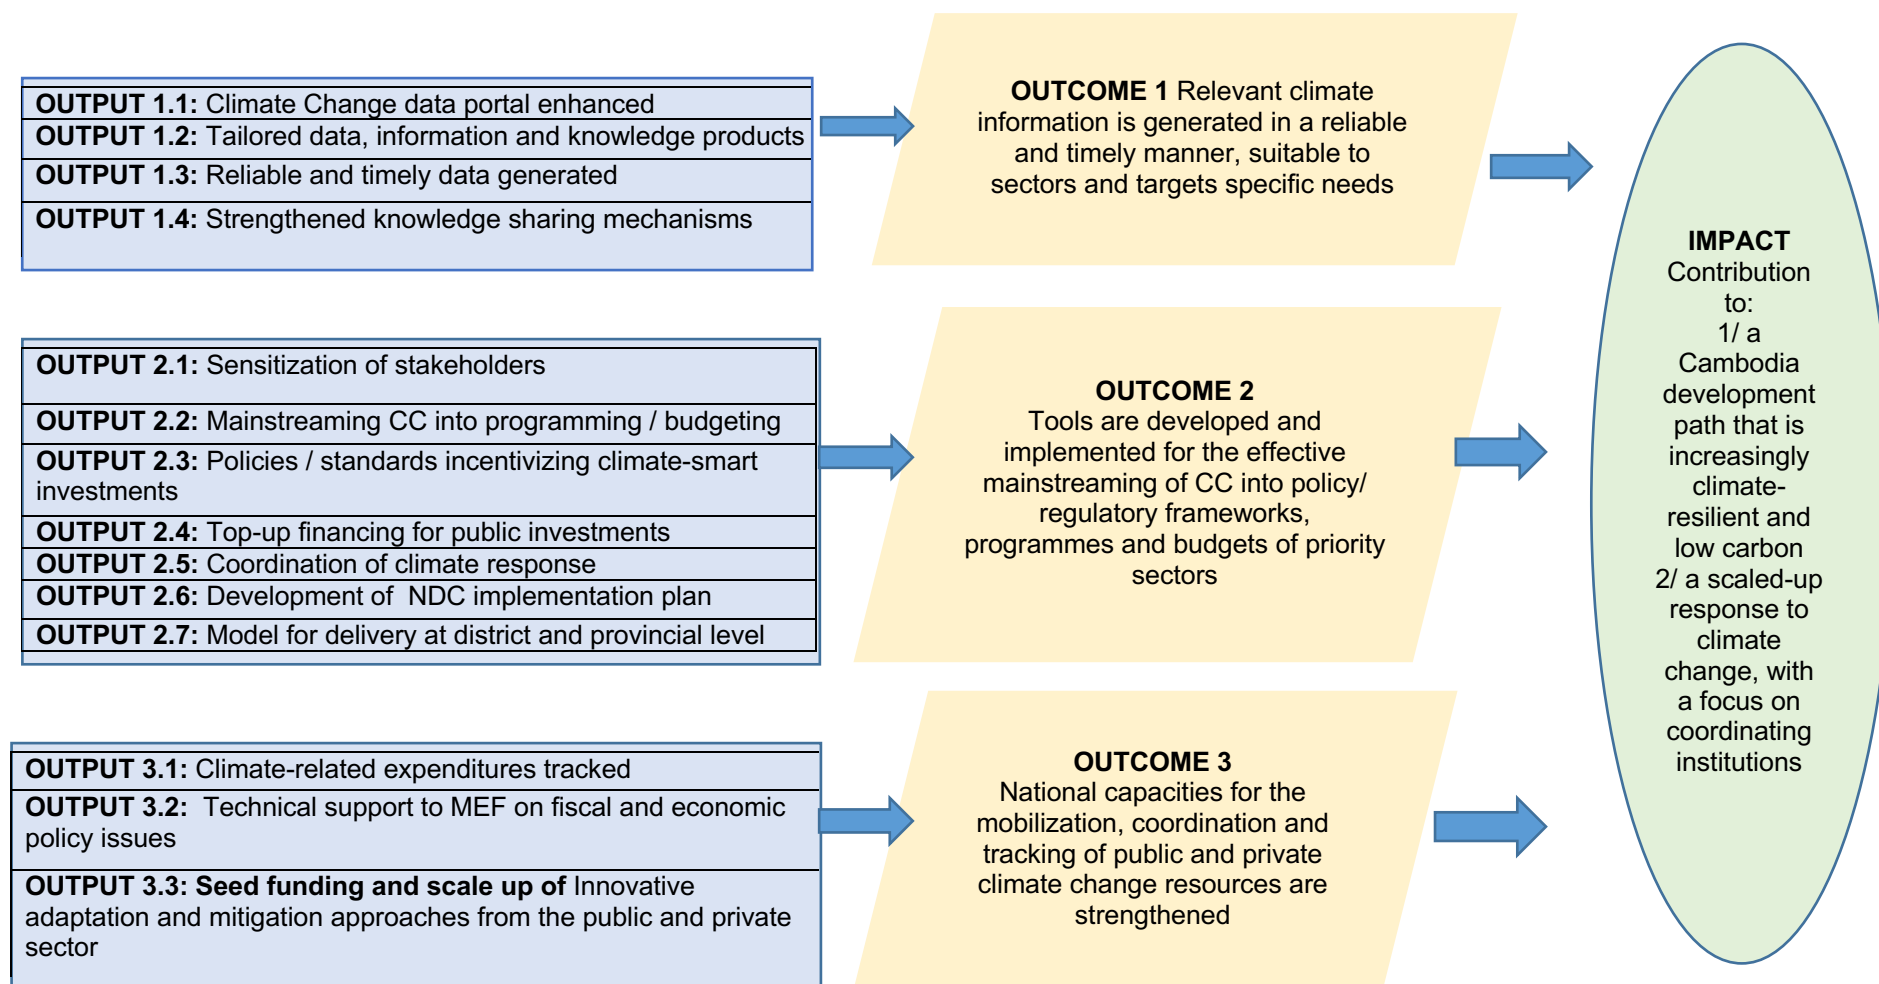 OUTPUT 1.1: Climate Change data portal enhanced
OUTPUT 1.2: Tailored data, information and knowledge products
OUTPUT 1.3: Reliable and timely data generated
OUTPUT 1.4: Strengthened knowledge sharing mechanisms
OUTCOME 1 Relevant climate
information is generated in a reliable
and timely manner, suitable to
sectors and targets specific needs
OUTPUT 2.1: Sensitization of stakeholders
OUTPUT 2.2: Mainstreaming CC into programming / budgeting
OUTPUT 2.3: Policies / standards incentivizing climate-smart
investments
OUTPUT 2.4: Top-up financing for public investments
OUTPUT 2.5: Coordination of climate response
OUTPUT 2.6: Development of  NDC implementation plan
OUTPUT 2.7: Model for delivery at district and provincial level
OUTCOME 2
Tools are developed and
implemented for the effective
mainstreaming of CC into policy/
regulatory frameworks,
programmes and budgets of priority
sectors
OUTPUT 3.1: Climate-related expenditures tracked
OUTPUT 3.2:  Technical support to MEF on fiscal and economic
policy issues
OUTPUT 3.3: Seed funding and scale up of Innovative
adaptation and mitigation approaches from the public and private
sector
OUTCOME 3
National capacities for the
mobilization, coordination and
tracking of public and private
climate change resources are
strengthened
IMPACT
Contribution
to:
1/ a
Cambodia
development
path that is
increasingly
climate-
resilient and
low carbon
2/ a scaled-up
response to
climate
change, with
a focus on
coordinating
institutions